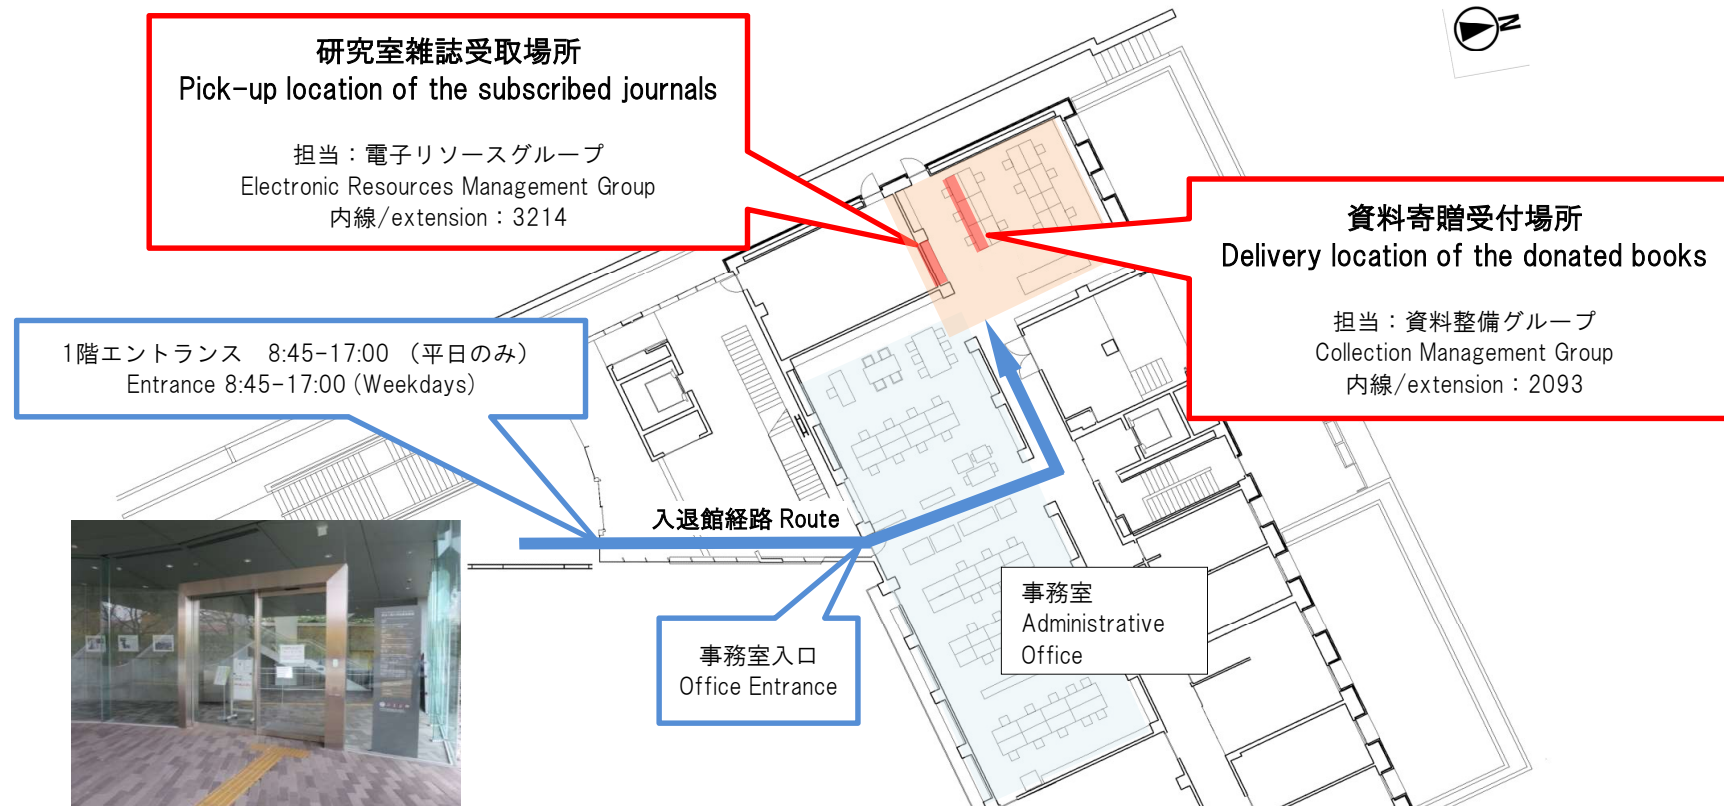 研究室雑誌受取場所
Pick-up location of the subscribed journals
担当：電子リソースグループ
Electronic Resources Management Group
内線/extension：3214
N
資料寄贈受付場所
Delivery location of the donated books
担当：資料整備グループ
Collection Management Group
内線/extension：2093
1階エントランス　8:45-17:00 （平日のみ）
Entrance 8:45-17:00 (Weekdays)
入退館経路 Route
事務室入口
Office Entrance
事務室
Administrative
Office